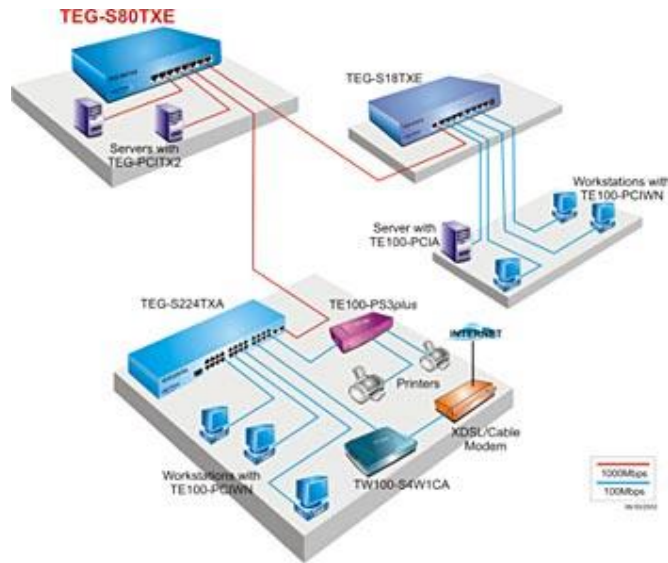 TEG-S80TXE
TEG-S18TXE
Servers with
TEG-PCITX2
Workstations with
TE100-PCIWN
Server with
TE100-PCIA
TEG-S224TXA
TE100-PS3plus
INTERNET
Printers
XDSL/Cable
Modem
Workstations with
TE100-PCIWN
TW100-S4W1CA
1000Mbps
100Mbps